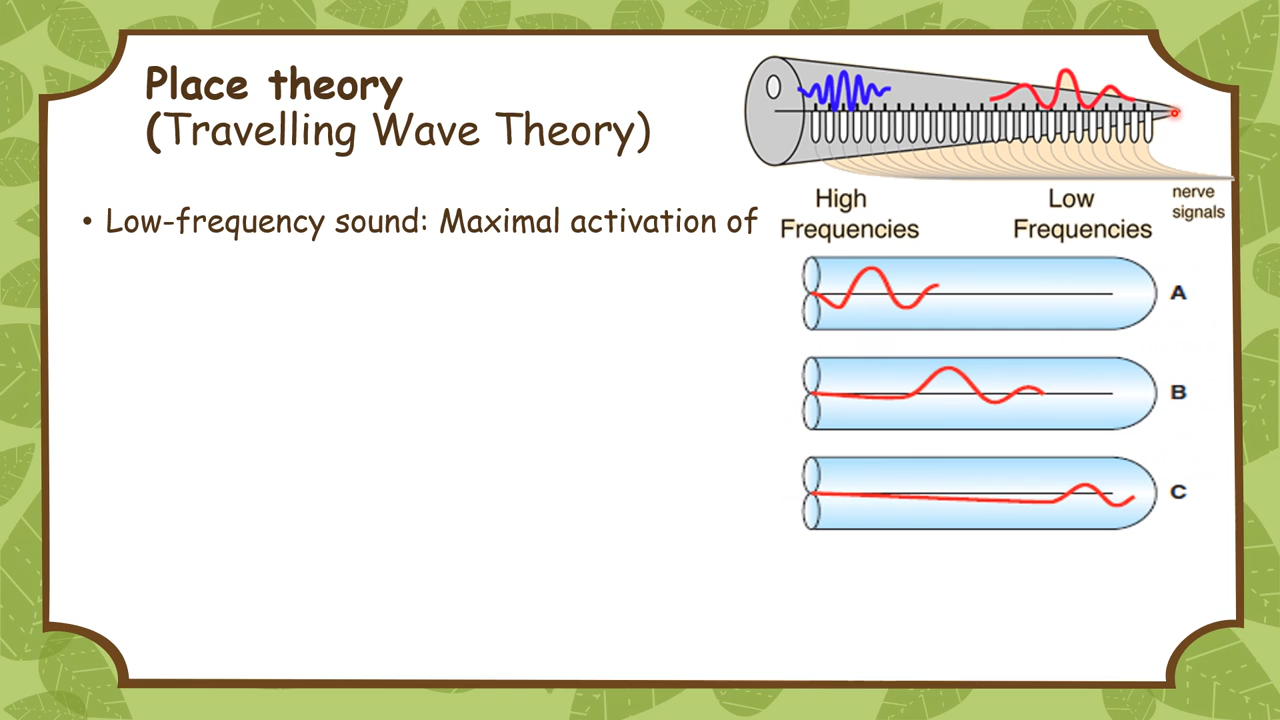 Place theory
(Travelling Wave Theory)
• Low-frequency sound: Maximal activation of
High
Frequencies
Low
Frequencies
nerve
signals
A
B
C